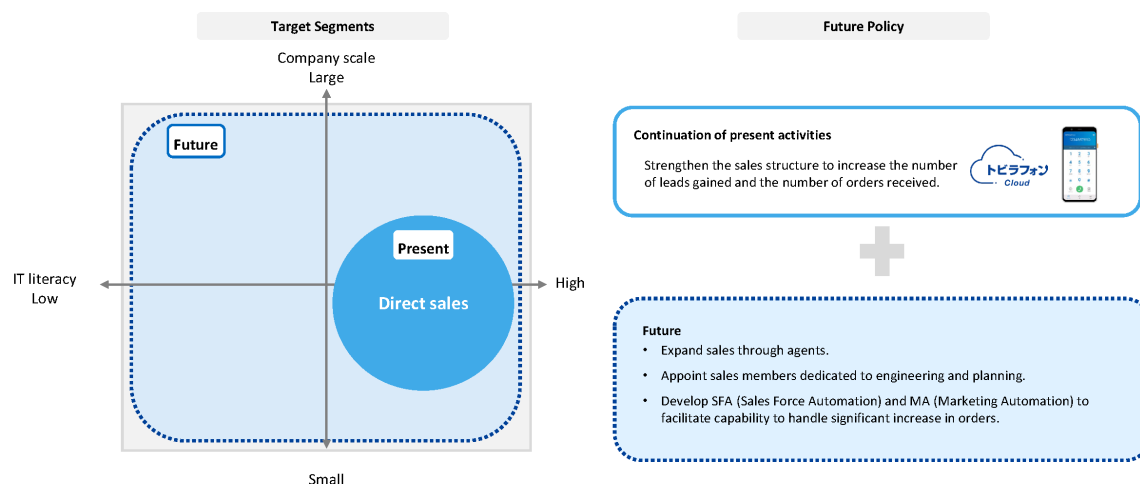 Target Segments
Company scale
Large
Future
Present
IT literacy
Low
High
Direct sales
Small
Future Policy
Continuation of present activities
Strengthen the sales structure to increase the number
of leads gained and the number of orders received.
トビラフォン
Cloud
Future
• Expand sales through agents.
• Appoint sales members dedicated to engineering and planning.
• Develop SFA (Sales Force Automation) and MA (Marketing Automation) to
facilitate capability to handle significant increase in orders.